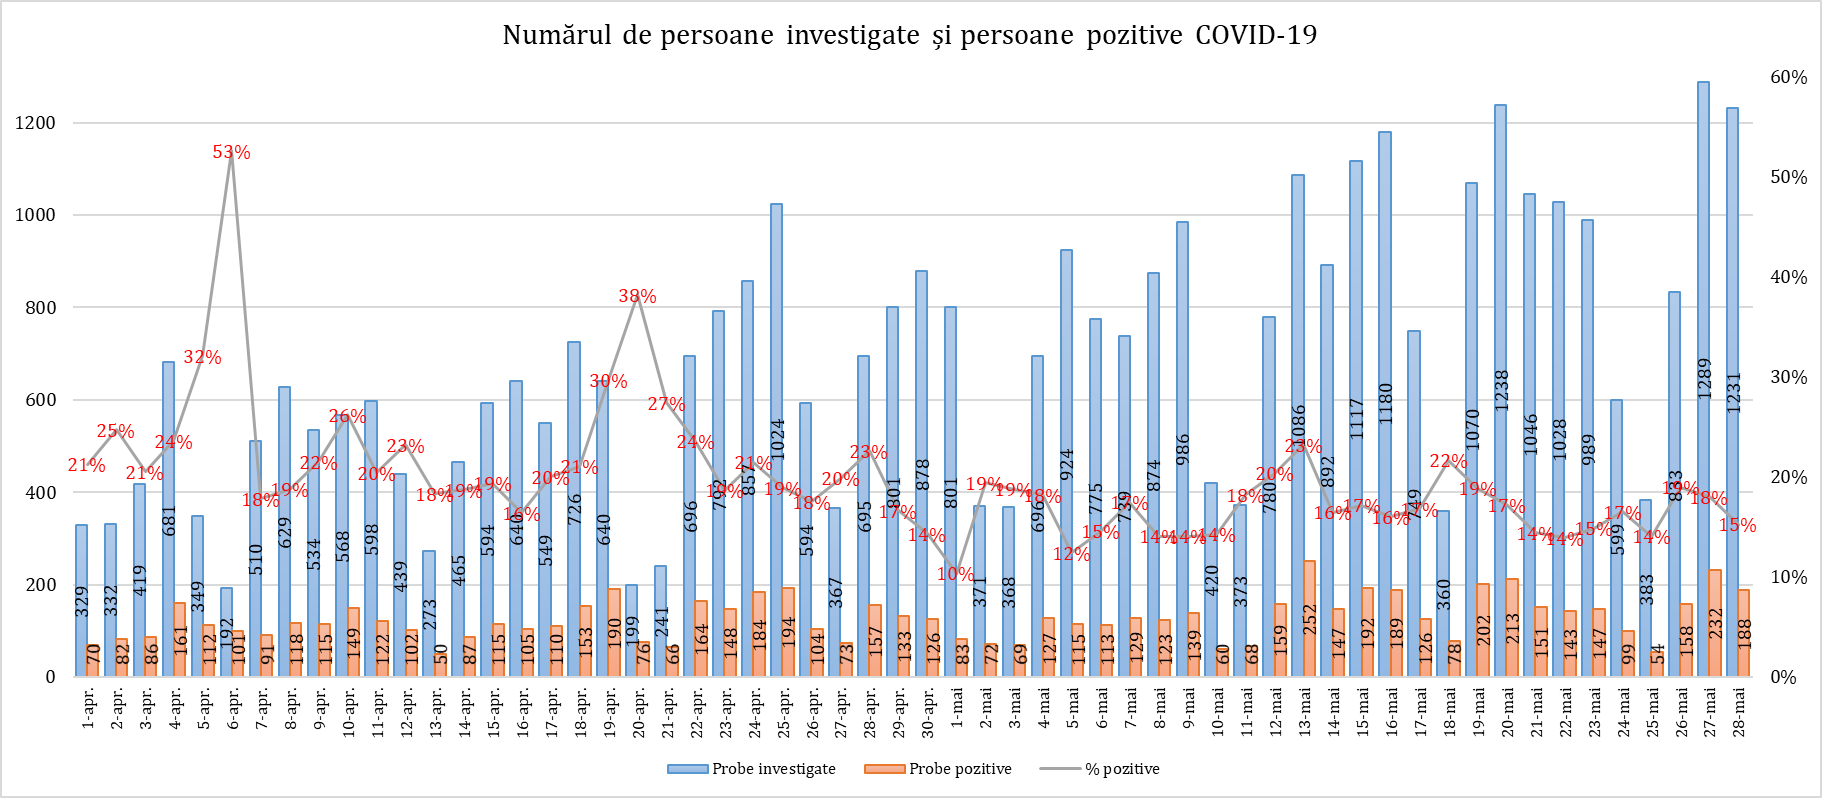 Numărul de persoane investigate și persoane pozitive COVID-19
1200
1000
800
600
400
200
0
60%
50%
40%
30%
20%
10%
0%
329 332 419 681 349 192 510 629 534 568 598 439 273 465 594 640 549 726 640 199 241 696 792 857 1024 594 367 695 801 878 801 371 368 696 924 775 739 874 986 420 373 780 1086 892 1117 1180 749 360 1070 1238 1046 1028 989 599 383 833 1289 1231
70 82 86 161 112 101 91 118 115 149 122 102 50 87 115 105 110 153 190 76 66 164 148 184 194 104 73 157 133 126 83 72 69 127 115 113 129 123 139 60 68 159 252 147 192 189 126 78 202 213 151 143 147 99 54 158 232 188
21% 25% 21% 24% 32% 53% 18% 19% 22% 26% 20% 23% 18% 19% 19% 16% 20% 21% 30% 38% 27% 24% 19% 21% 19% 18% 20% 23% 17% 14% 10% 19% 19% 18% 12% 15% 17% 14% 14% 14% 18% 20% 23% 16% 17% 16% 17% 22% 19% 17% 14% 14% 15% 17% 14% 19% 18% 15%
1-apr. 2-apr. 3-apr. 4-apr. 5-apr. 6-apr. 7-apr. 8-apr. 9-apr. 10-apr. 11-apr. 12-apr. 13-apr. 14-apr. 15-apr. 16-apr. 17-apr. 18-apr. 19-apr. 20-apr. 21-apr. 22-apr. 23-apr. 24-apr. 25-apr. 26-apr. 27-apr. 28-apr. 29-apr. 30-apr. 1-mai 2-mai 3-mai 4-mai 5-mai 6-mai 7-mai 8-mai 9-mai 10-mai 11-mai 12-mai 13-mai 14-mai 15-mai 16-mai 17-mai 18-mai 19-mai 20-mai 21-mai 22-mai 23-mai 24-mai 25-mai 26-mai 27-mai 28-mai
Probe investigate Probe pozitive % pozitive